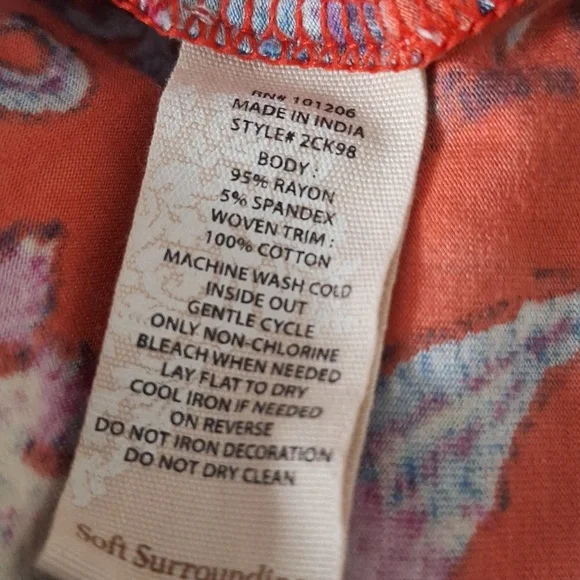 RN# 101206
MADE IN INDIA
STYLE# 2CK98
BODY :
95% RAYON
5% SPANDEX
WOVEN TRIM :
100% COTTON
MACHINE WASH COLD
INSIDE OUT
GENTLE CYCLE
ONLY NON-CHLORINE
BLEACH WHEN NEEDED
LAY FLAT TO DRY
COOL IRON IF NEEDED
ON REVERSE
DO NOT IRON DECORATION
DO NOT DRY CLEAN
Soft